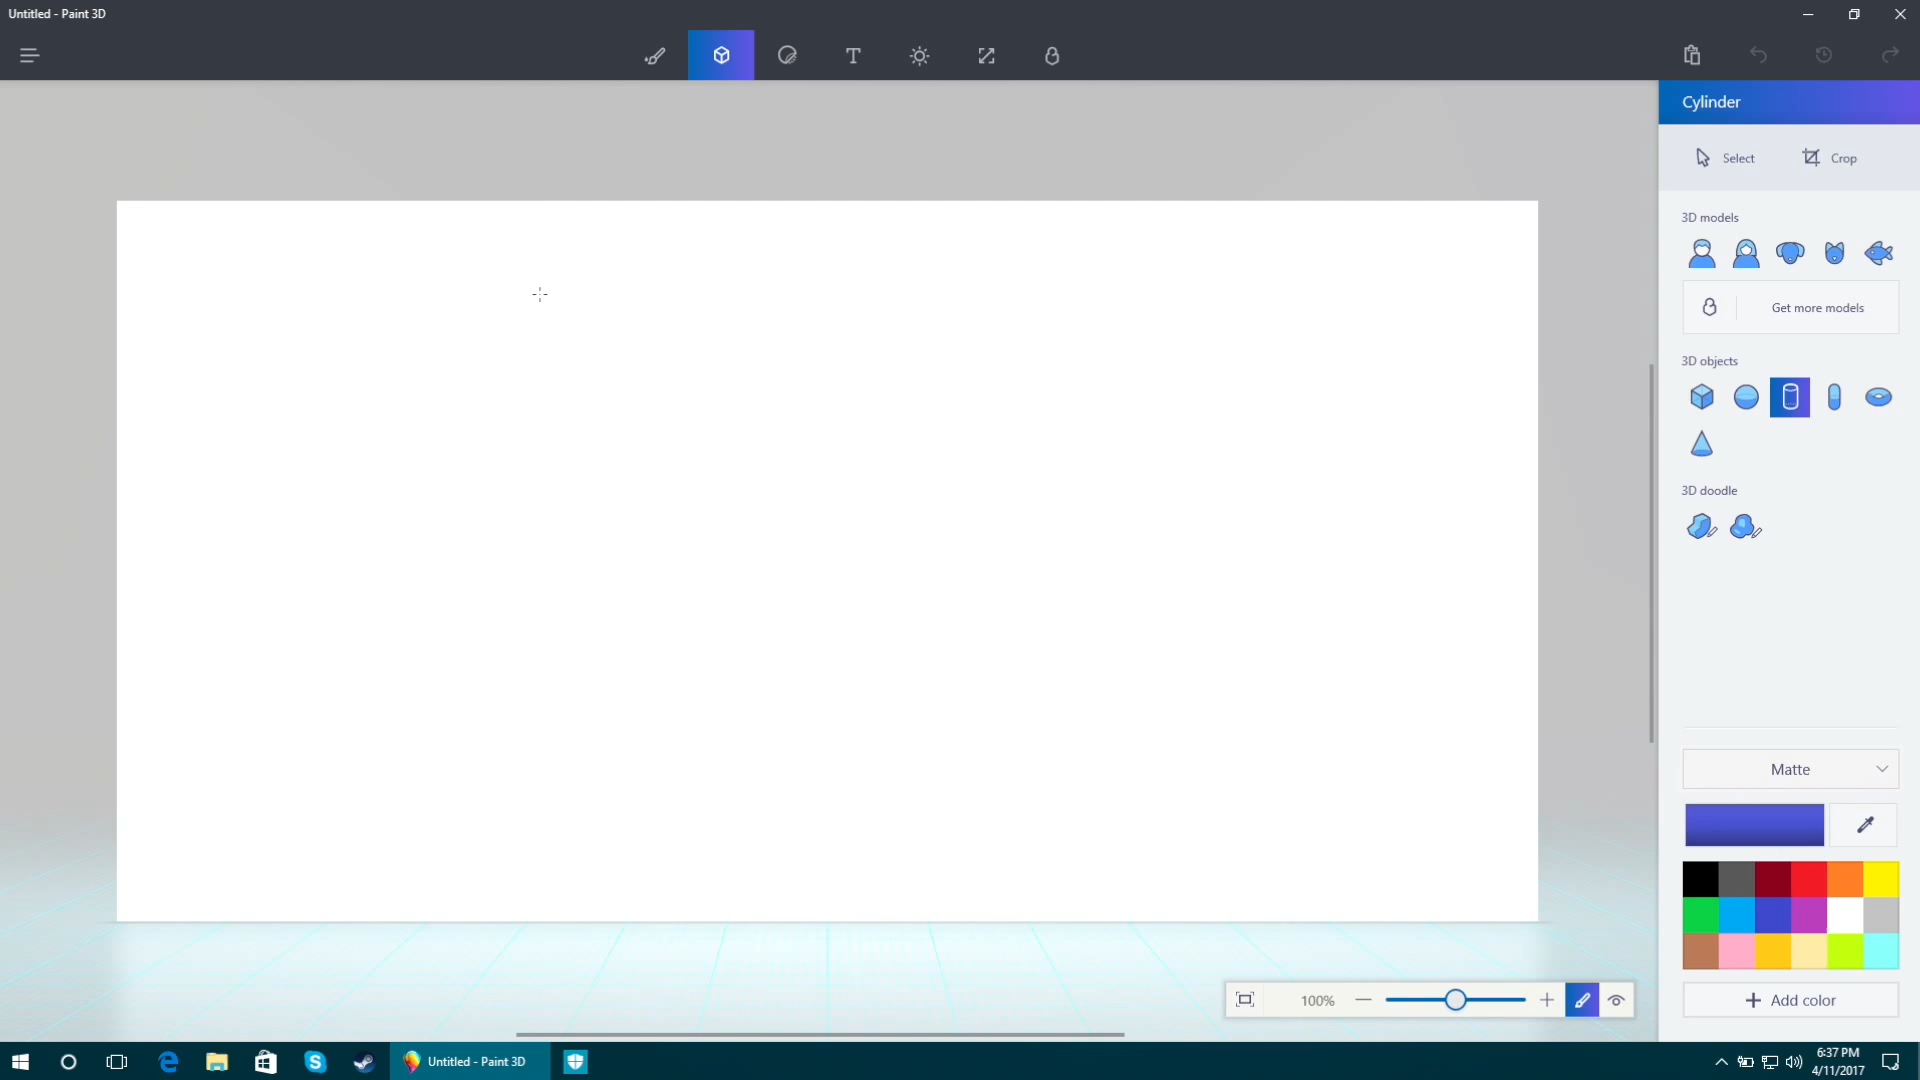 Untitled - Paint 3D
Cylinder
Select
Crop
3D models
Get more models
3D objects
3D doodle
Matte
100%
Add color
Untitled - Paint 3D
6:37 PM
4/11/2017